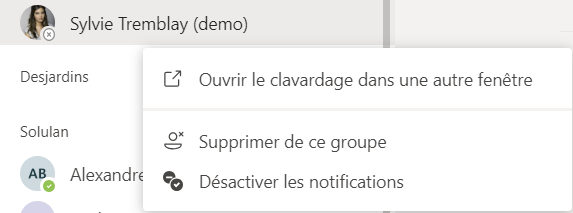 Sylvie Tremblay (demo)
Desjardins
Ouvrir le clavardage dans une autre fenêtre
Solulan
Supprimer de ce groupe
AB Alexandre
Désactiver les notifications